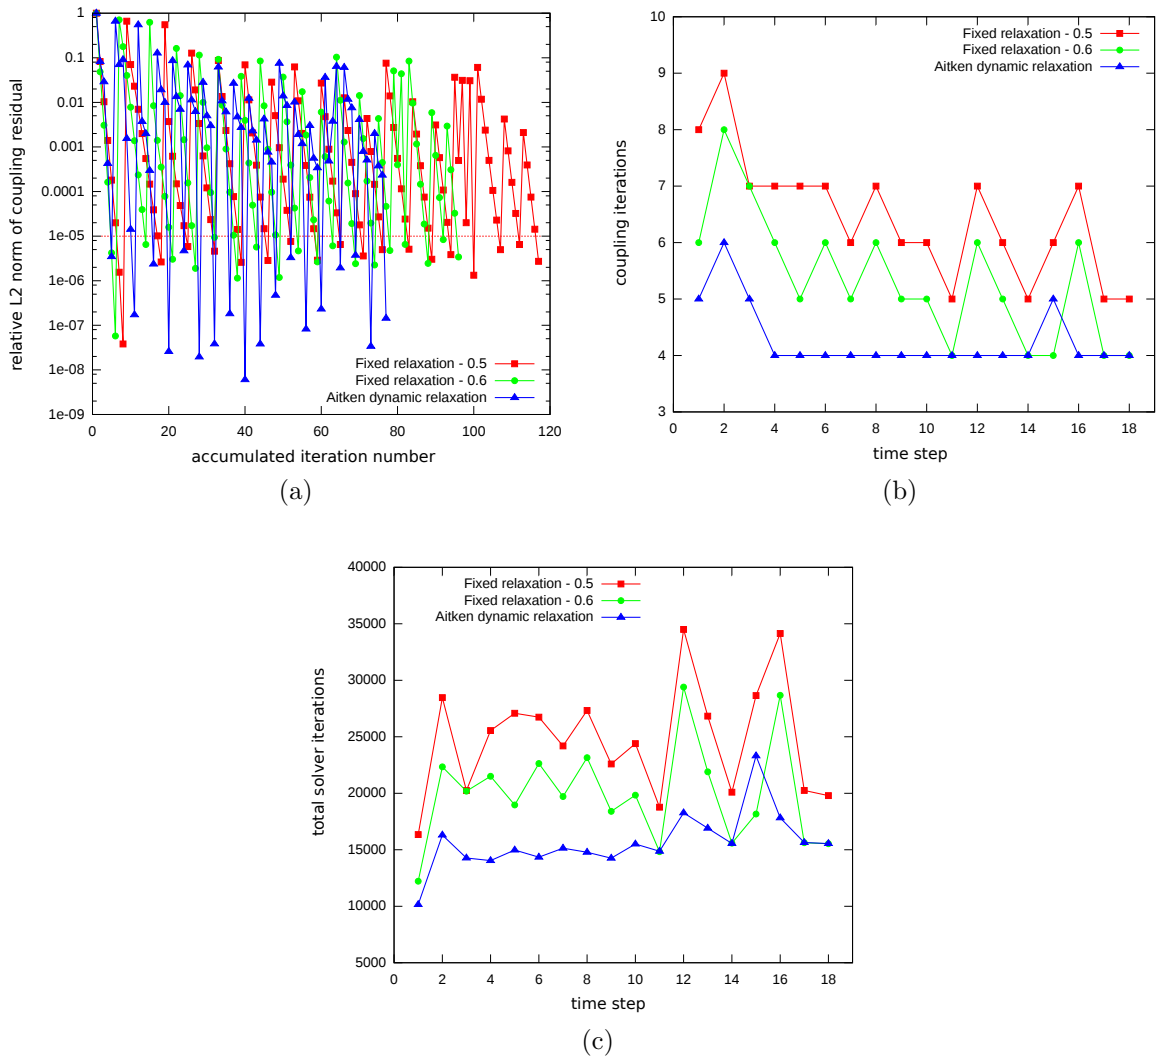 1
0.1
0.01
0.001
0.0001
1e-05
1e-06
1e-07
1e-08
1e-09
0 20 40 60 80 100 120
relative L2 norm of coupling residual
accumulated iteration number
Fixed relaxation - 0.5
Fixed relaxation - 0.6
Aitken dynamic relaxation
(a)
10
9
8
7
6
5
4
3
0 2 4 6 8 10 12 14 16 18
coupling iterations
time step
Fixed relaxation - 0.5
Fixed relaxation - 0.6
Aitken dynamic relaxation
(b)
40000
35000
30000
25000
20000
15000
10000
5000
0 2 4 6 8 10 12 14 16 18
total solver iterations
time step
Fixed relaxation - 0.5
Fixed relaxation - 0.6
Aitken dynamic relaxation
(c)